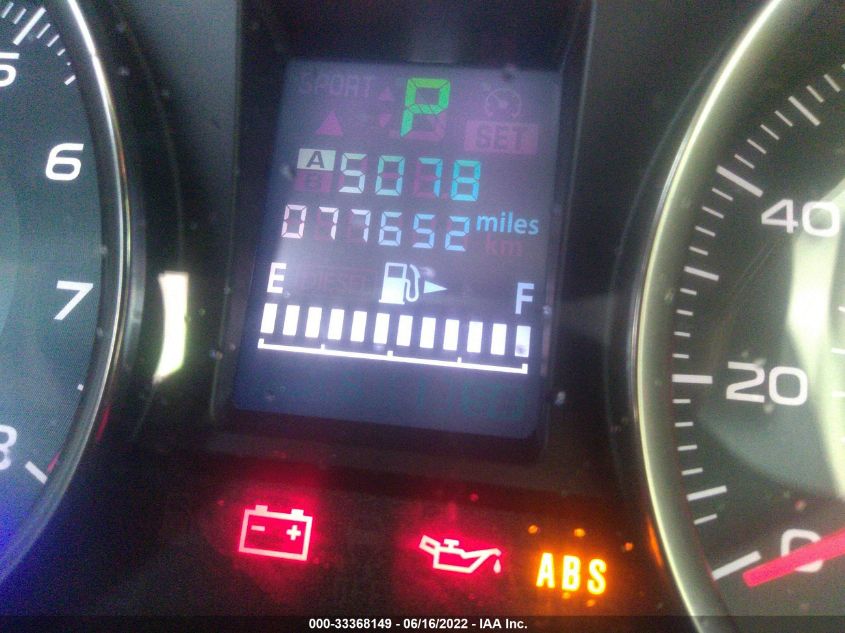 SPORT
P
SET
A 5078
B
077652 miles
km
E F
5
6
7
8
40
20
0
ABS
000-33368149 - 06/16/2022 - IAA Inc.